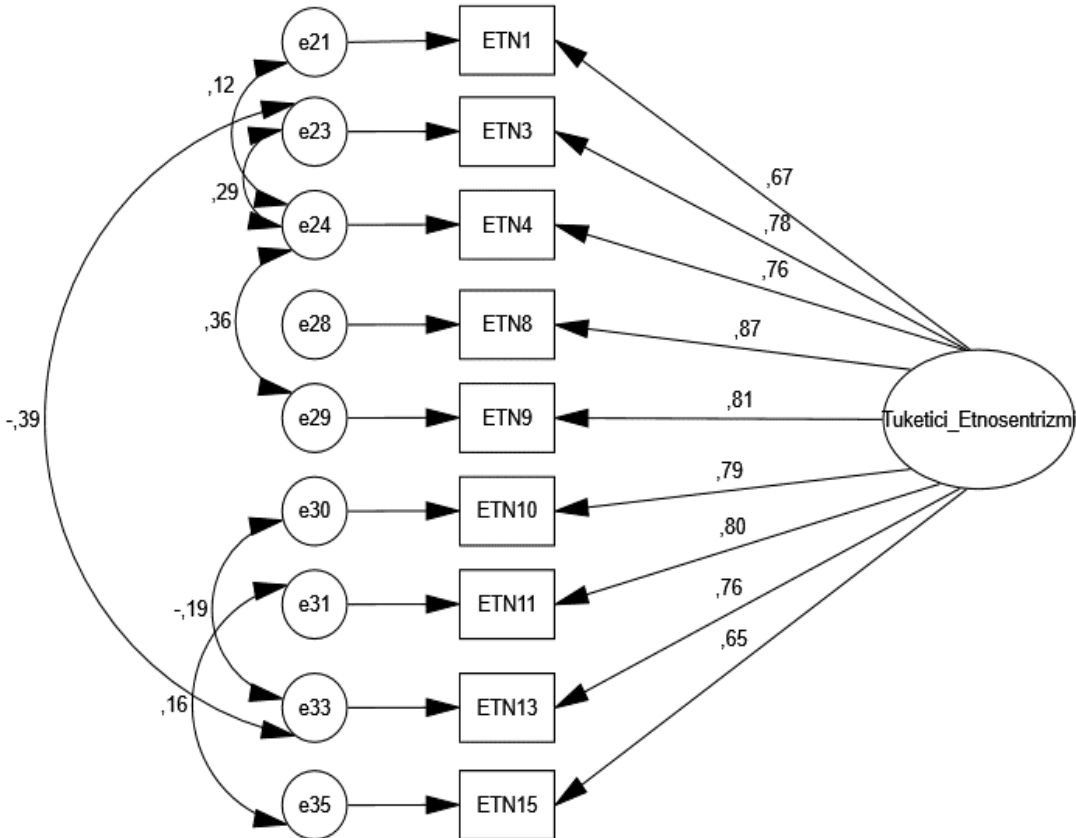 e21
ETN1
,12
e23
ETN3
,67
,29
,78
e24
ETN4
,76
,36
e28
ETN8
,87
-,39
e29
ETN9
,81
Tuketici_Etnosentrizmi
e30
ETN10
,79
,80
-,19
e31
ETN11
,76
,65
,16
e33
ETN13
e35
ETN15